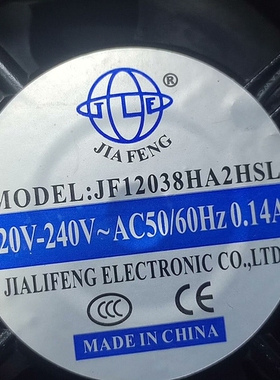 JLF
®
JIA FENG
MODEL:JF12038HA2HSL
20V-240V~AC50/60Hz 0.14A
JIALIFENG ELECTRONIC CO.,LTD
CCC
CE
MADE IN CHINA